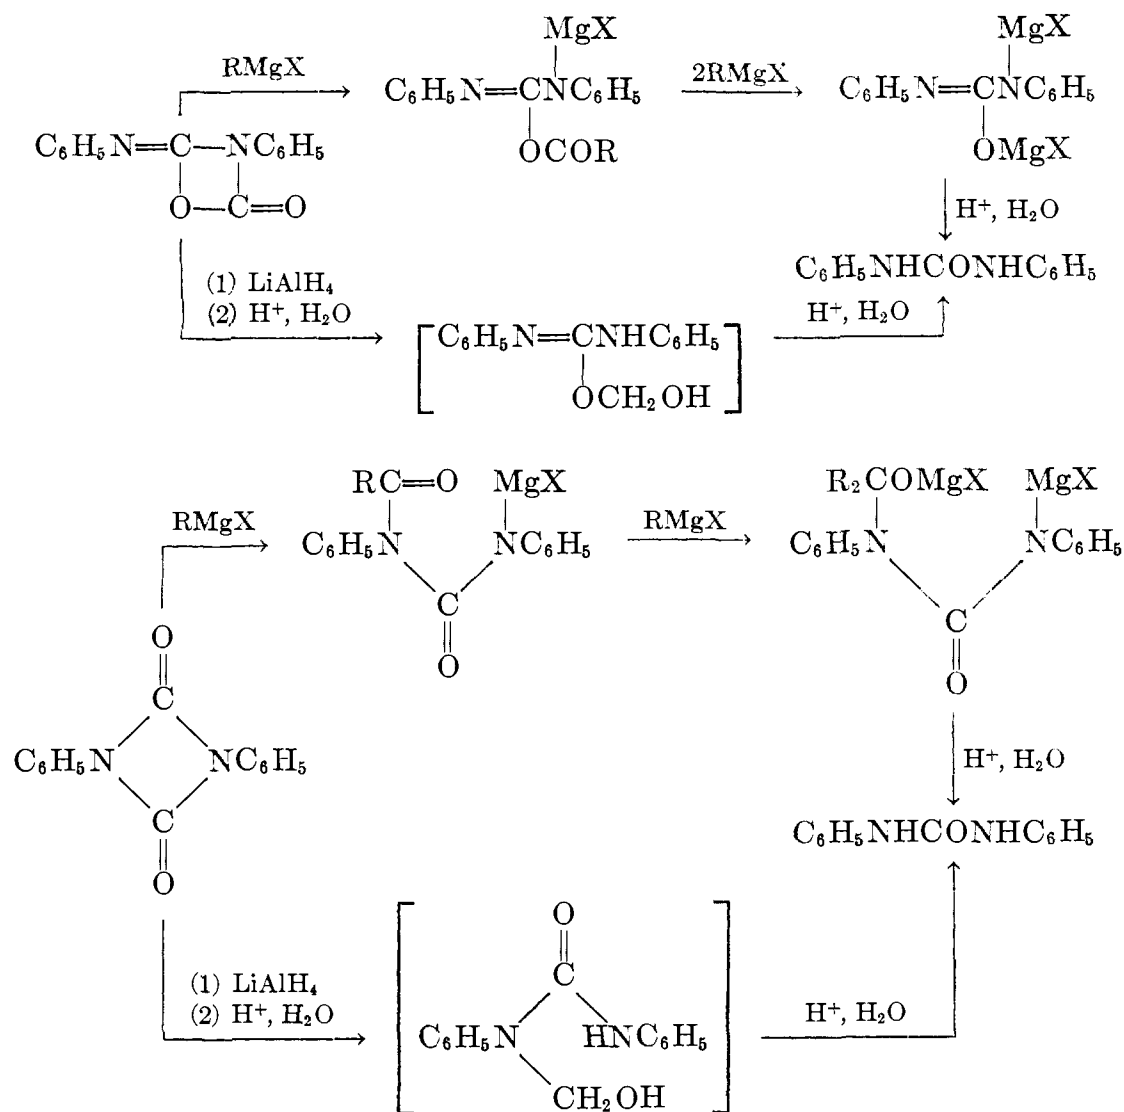 MgX MgX
RMgX 2RMgX
C₆H₅N=CNC₆H₅ C₆H₅N=CNC₆H₅
C₆H₅N=C—NC₆H₅
OCOR OMgX
O—C=O
H⁺, H₂O
C₆H₅NHCONHC₆H₅
(1) LiAlH₄
(2) H⁺, H₂O
H⁺, H₂O
C₆H₅N=CNHC₆H₅
OCH₂OH
RC=O MgX R₂COMgX MgX
RMgX RMgX
C₆H₅N NC₆H₅ C₆H₅N NC₆H₅
C C
O O
O
C
C₆H₅N NC₆H₅
H⁺, H₂O
C
C₆H₅NHCONHC₆H₅
O
O
C
(1) LiAlH₄
(2) H⁺, H₂O
H⁺, H₂O
C₆H₅N HNC₆H₅
CH₂OH